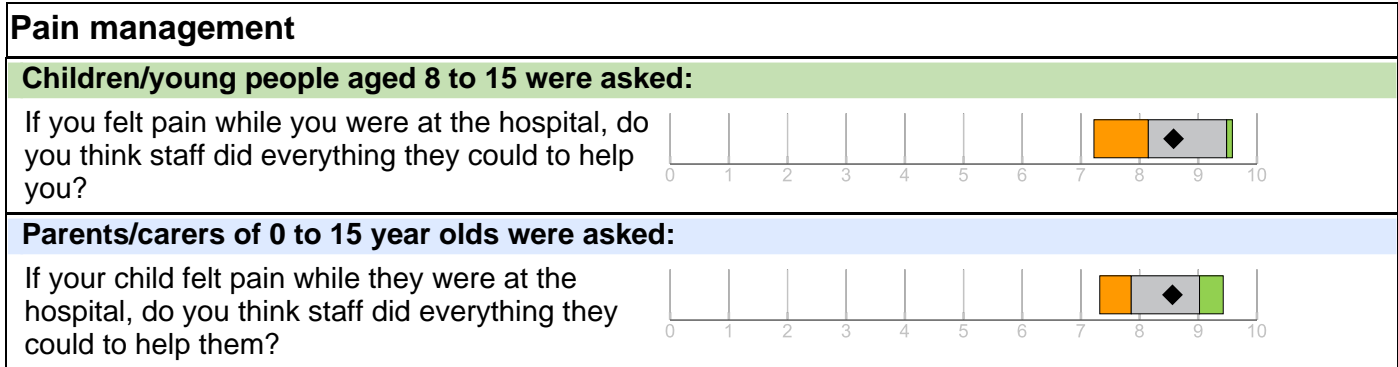 Pain management
Children/young people aged 8 to 15 were asked:
If you felt pain while you were at the hospital, do
you think staff did everything they could to help
you?
0 1 2 3 4 5 6 7 8 9 10
Parents/carers of 0 to 15 year olds were asked:
If your child felt pain while they were at the
hospital, do you think staff did everything they
could to help them?
0 1 2 3 4 5 6 7 8 9 10